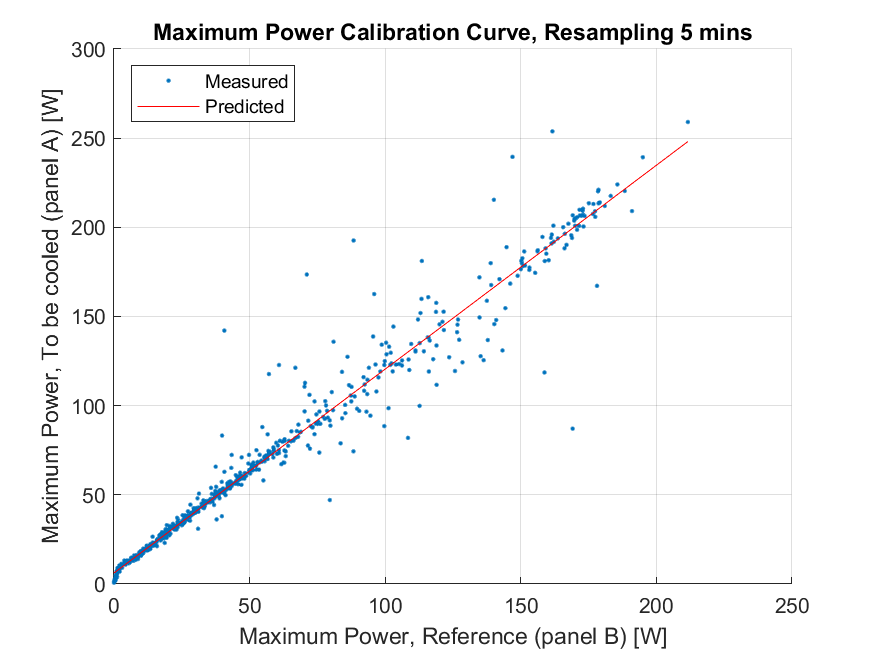 Maximum Power Calibration Curve, Resampling 5 mins
300
250
200
150
100
50
0
Measured
Predicted
Maximum Power, To be cooled (panel A) [W]
0 50 100 150 200 250
Maximum Power, Reference (panel B) [W]